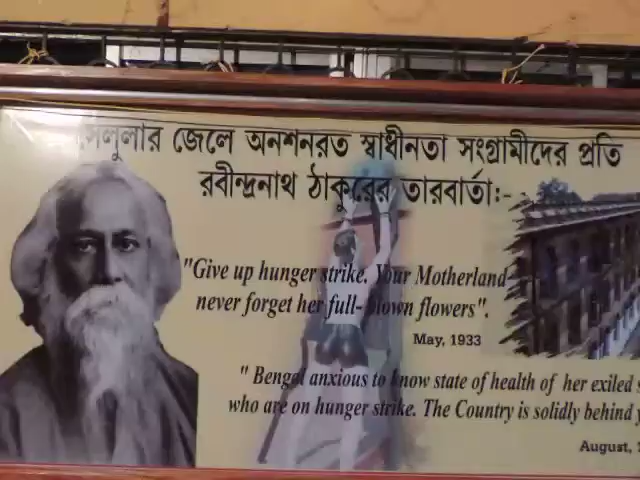 সেলুলার জেলে অনশনরত স্বাধীনতা সংগ্রামীদের প্রতি
রবীন্দ্রনাথ ঠাকুরের তারবার্তা:-
"Give up hunger strike. Your Motherland
never forget her full-blown flowers".
May, 1933
" Bengal anxious to know state of health of her exiled
who are on hunger strike. The Country is solidly behind
August,